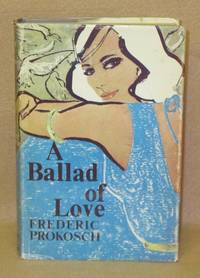 A
Ballad
of
Love
FREDERIC
PROKOSCH